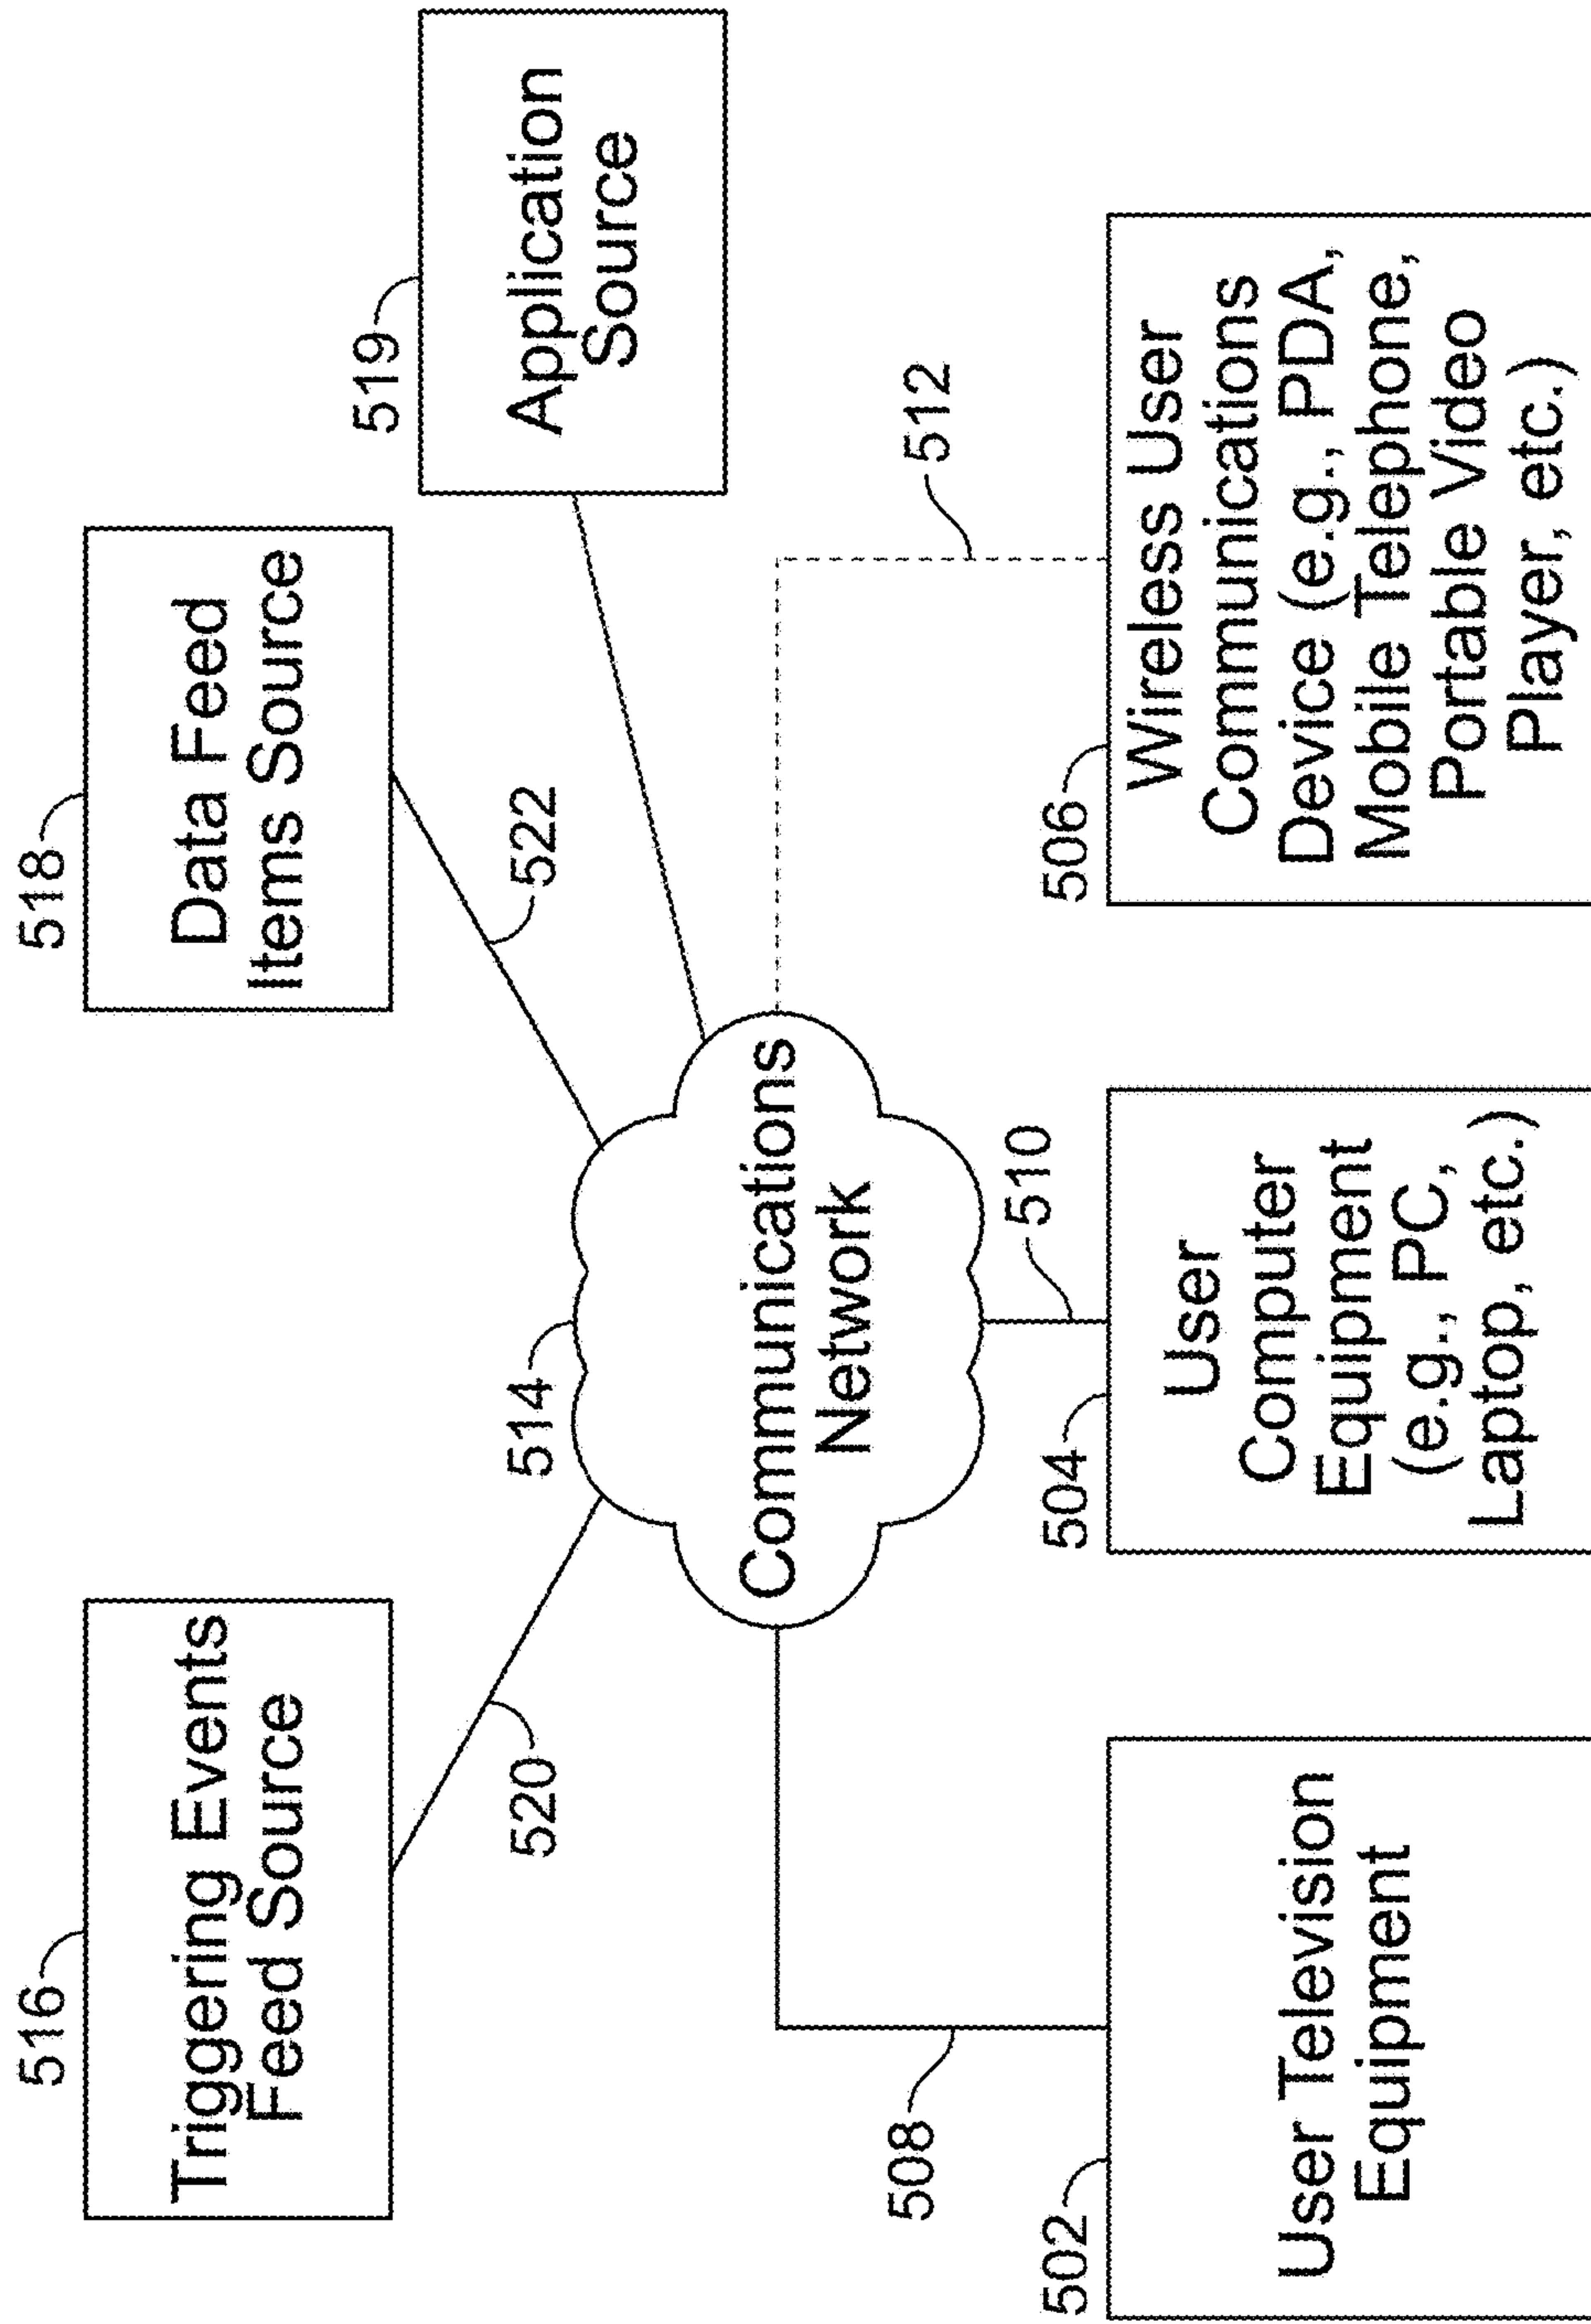 516
Triggering Events
Feed Source
518
Data Feed
Items Source
519
Application
Source
520
522
514
Communications
Network
508
510
512
502
User Television
Equipment
504
User
Computer
Equipment
(e.g., PC,
Laptop, etc.)
506
Wireless User
Communications
Device (e.g., PDA,
Mobile Telephone,
Portable Video
Player, etc.)